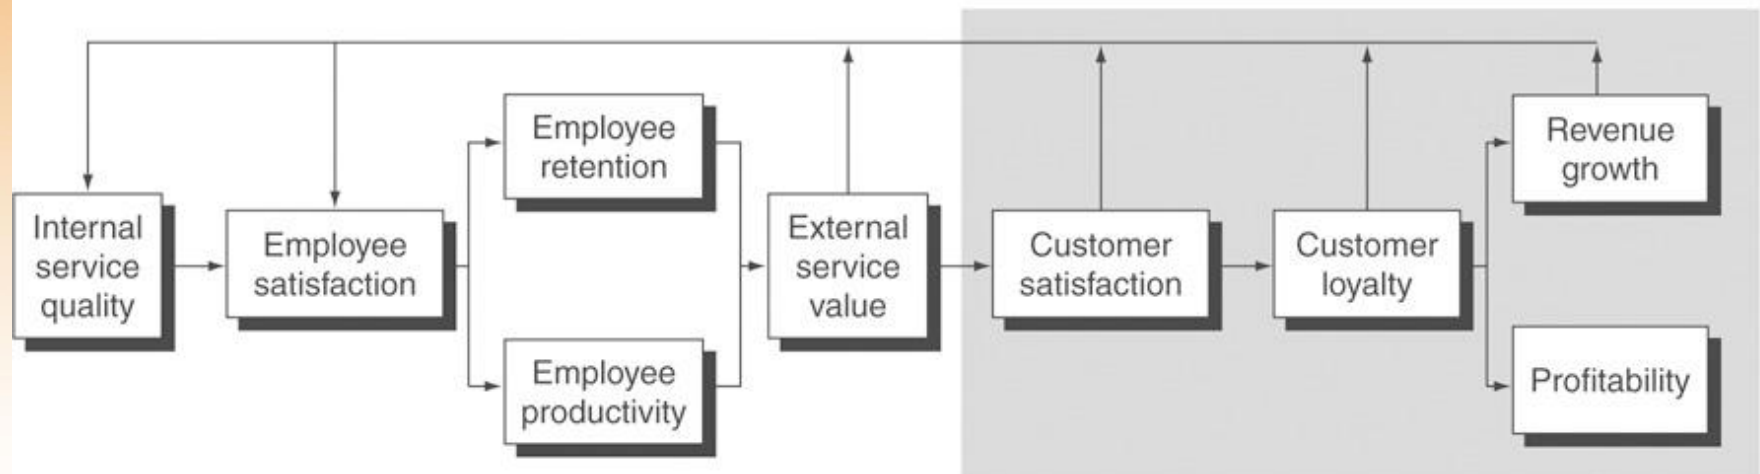 Internal
service
quality
Employee
satisfaction
Employee
retention
Employee
productivity
External
service
value
Customer
satisfaction
Customer
loyalty
Revenue
growth
Profitability